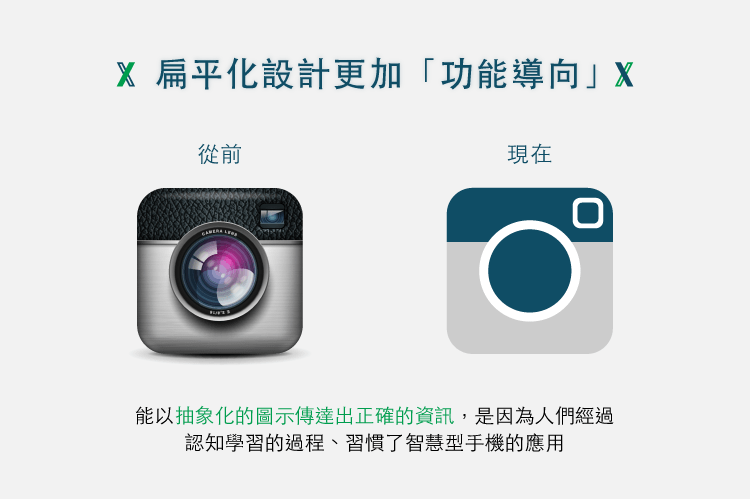 扁平化設計更加「功能導向」
從前
現在
CAMERA LENS
能以抽象化的圖示傳達出正確的資訊，是因為人們經過
認知學習的過程、習慣了智慧型手機的應用